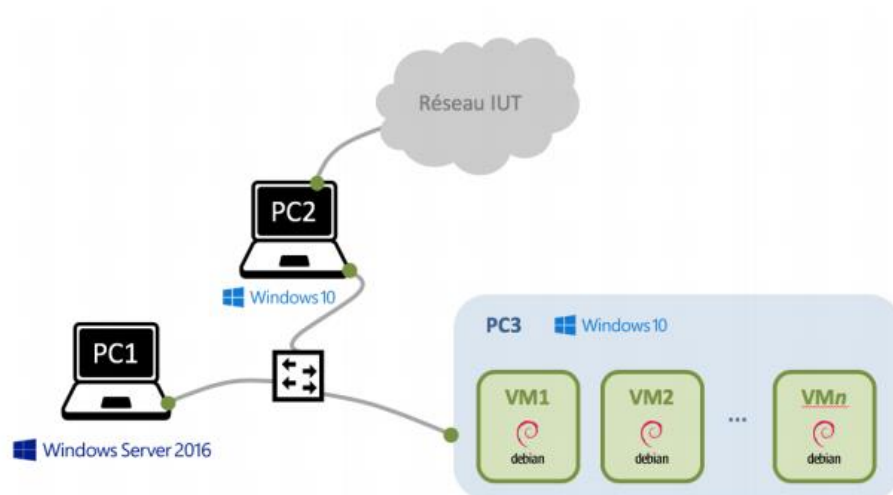 Réseau IUT
PC2
Windows 10
PC1
Windows Server 2016
PC3
Windows 10
VM1
VM2
...
VMn
debian
debian
debian